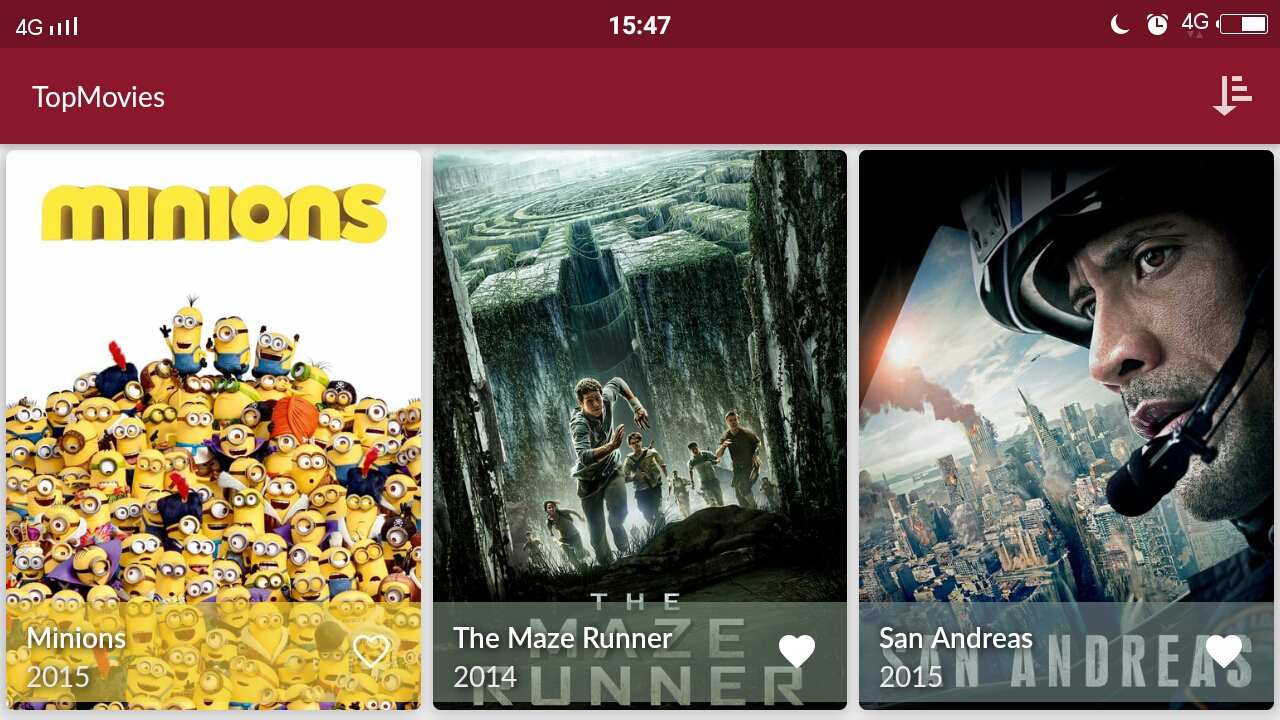 4G 15:47 4G
TopMovies
minions
Minions
2015
THE
MAZE
RUNNER
The Maze Runner
2014
SAN ANDREAS
San Andreas
2015